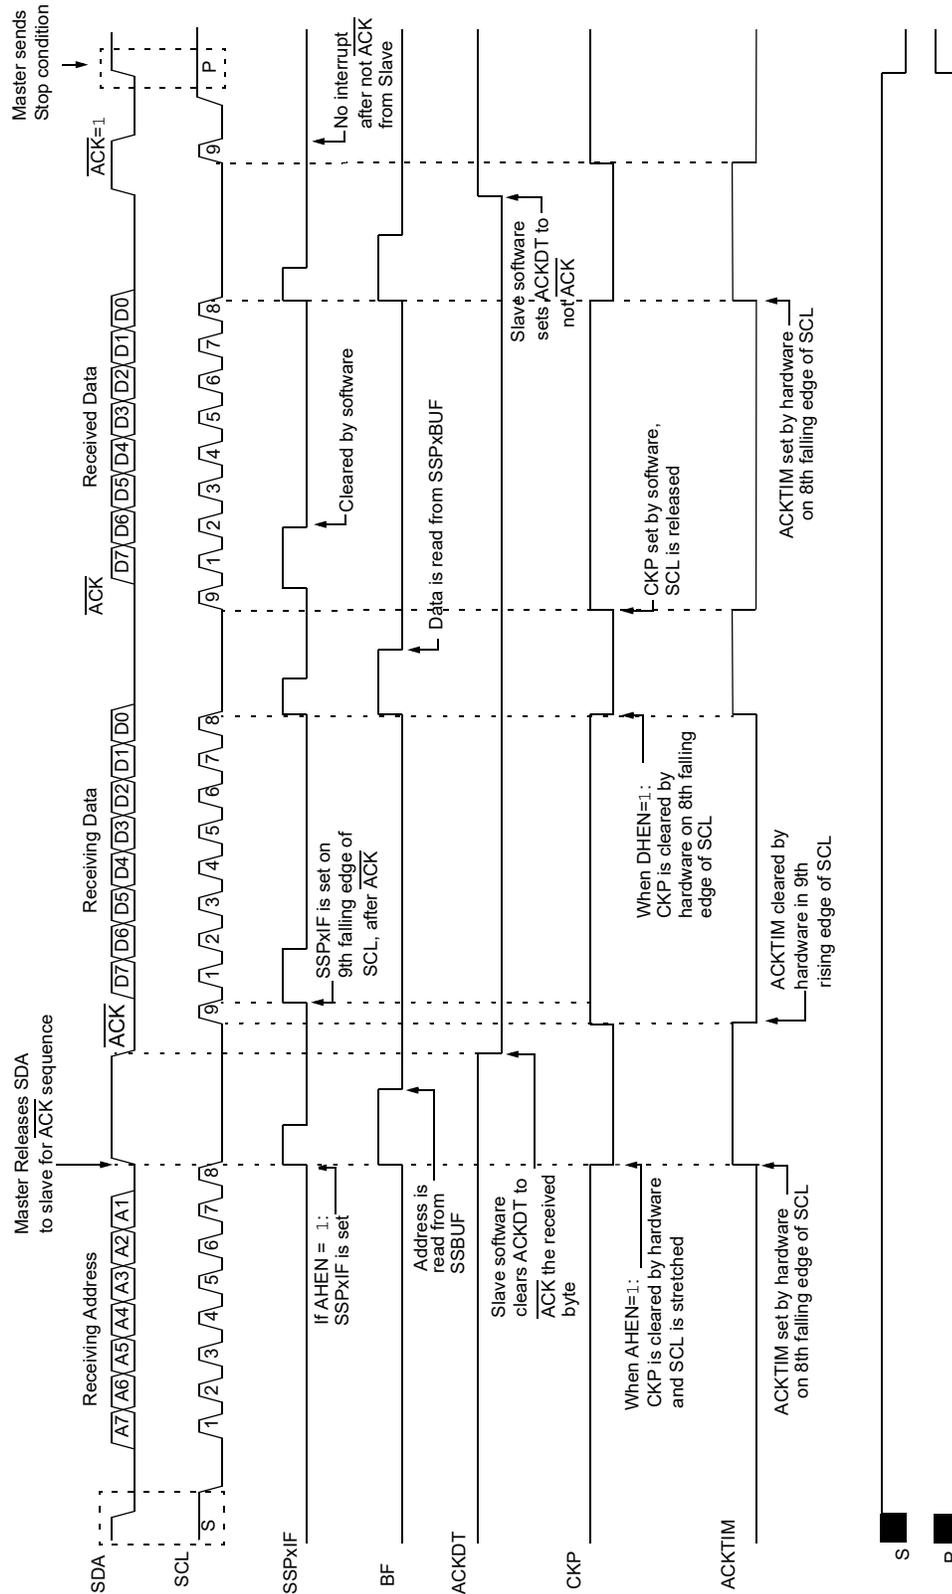 Master Releases SDA
to slave for ACK sequence
Master sends
Stop condition
Receiving Address
ACK
Receiving Data
ACK
Received Data
ACK=1
SDA
A7 A6 A5 A4 A3 A2 A1
D7 D6 D5 D4 D3 D2 D1 D0
D7 D6 D5 D4 D3 D2 D1 D0
SCL
S
1 2 3 4 5 6 7 8 9
1 2 3 4 5 6 7 8 9
1 2 3 4 5 6 7 8 9
P
SSPxIF
If AHEN = 1:
SSPxIF is set
SSPxIF is set on
9th falling edge of
SCL, after ACK
Cleared by software
No interrupt
after not ACK
from Slave
BF
Address is
read from
SSBUF
Data is read from SSPxBUF
ACKDT
Slave software
clears ACKDT to
ACK the received
byte
Slave software
sets ACKDT to
not ACK
CKP
When AHEN=1:
CKP is cleared by hardware
and SCL is stretched
When DHEN=1:
CKP is cleared by
hardware on 8th falling
edge of SCL
CKP set by software,
SCL is released
ACKTIM
ACKTIM set by hardware
on 8th falling edge of SCL
ACKTIM cleared by
hardware in 9th
rising edge of SCL
ACKTIM set by hardware
on 8th falling edge of SCL
S